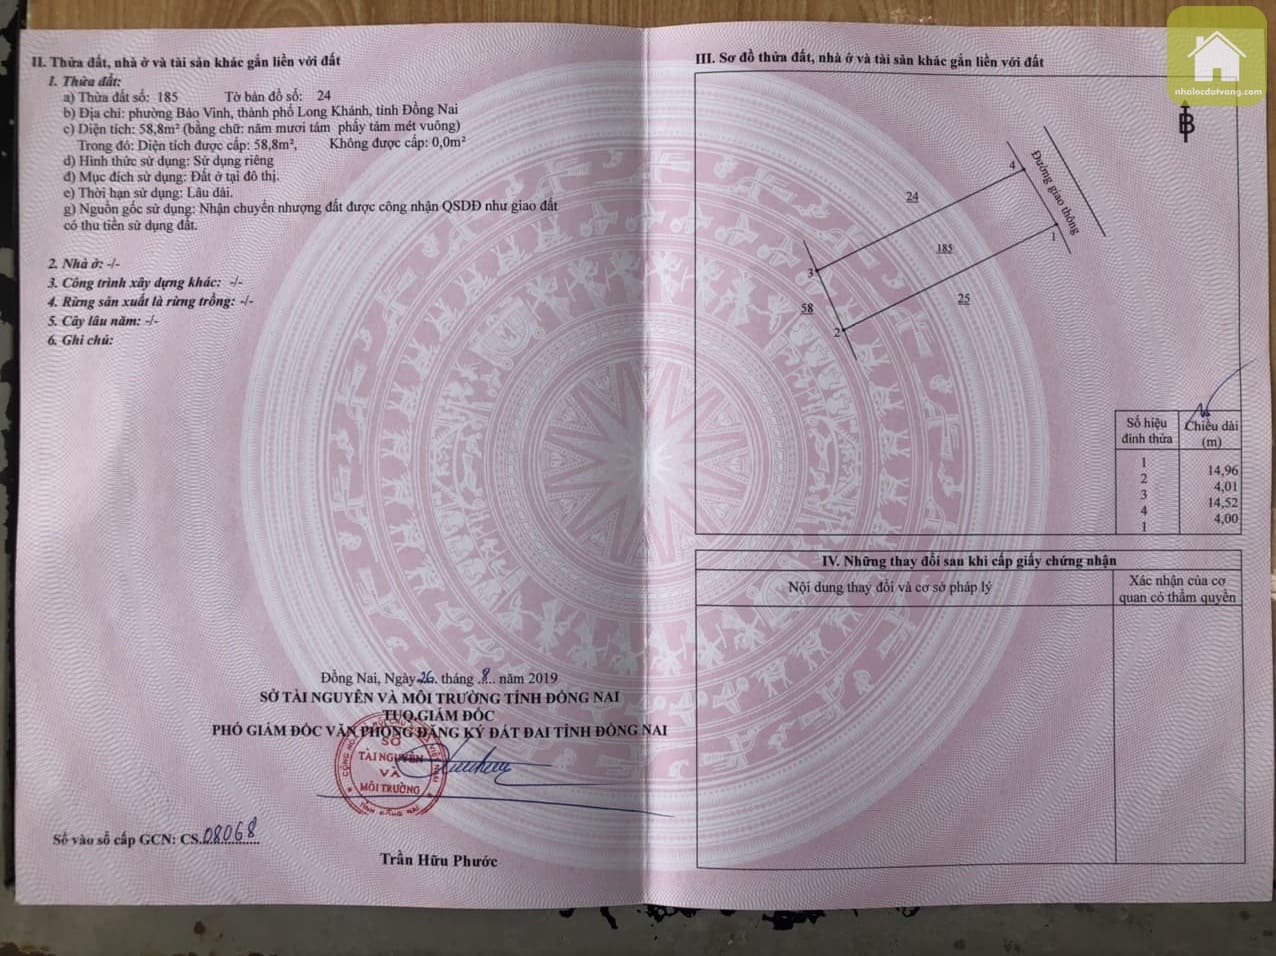 nhalocdatvang.com
II. Thửa đất, nhà ở và tài sản khác gắn liền với đất
1. Thửa đất:
a) Thửa đất số: 185 Tờ bản đồ số: 24
b) Địa chỉ: phường Bảo Vinh, thành phố Long Khánh, tỉnh Đồng Nai
c) Diện tích: 58,8m² (bằng chữ: năm mươi tám phẩy tám mét vuông)
Trong đó: Diện tích được cấp: 58,8m², Không được cấp: 0,0m²
d) Hình thức sử dụng: Sử dụng riêng
đ) Mục đích sử dụng: Đất ở tại đô thị.
e) Thời hạn sử dụng: Lâu dài.
g) Nguồn gốc sử dụng: Nhận chuyển nhượng đất được công nhận QSDĐ như giao đất
có thu tiền sử dụng đất.
2. Nhà ở: -/-
3. Công trình xây dựng khác: -/-
4. Rừng sản xuất là rừng trồng: -/-
5. Cây lâu năm: -/-
6. Ghi chú:
Đồng Nai, Ngày 26. tháng .8.. năm 2019
SỞ TÀI NGUYÊN VÀ MÔI TRƯỜNG TỈNH ĐỒNG NAI
TUQ.GIÁM ĐỐC
PHÓ GIÁM ĐỐC VĂN PHÒNG ĐĂNG KÝ ĐẤT ĐAI TỈNH ĐỒNG NAI
SỞ
TÀI NGUYÊN
VÀ
MÔI TRƯỜNG
TỈNH ĐỒNG NAI
Số vào sổ cấp GCN: CS.08068
Trần Hữu Phước
III. Sơ đồ thửa đất, nhà ở và tài sản khác gắn liền với đất
B
Đường giao thông
4
24
185
1
3
25
58
2
Số hiệu đỉnh thửa Chiều dài (m)
1
14,96
2
4,01
3
14,52
4
4,00
1
IV. Những thay đổi sau khi cấp giấy chứng nhận
Nội dung thay đổi và cơ sở pháp lý
Xác nhận của cơ
quan có thẩm quyền